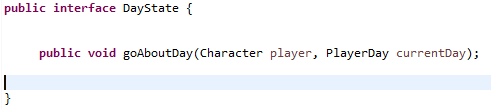 public interface DayState {
public void goAboutDay(Character player, PlayerDay currentDay);
}